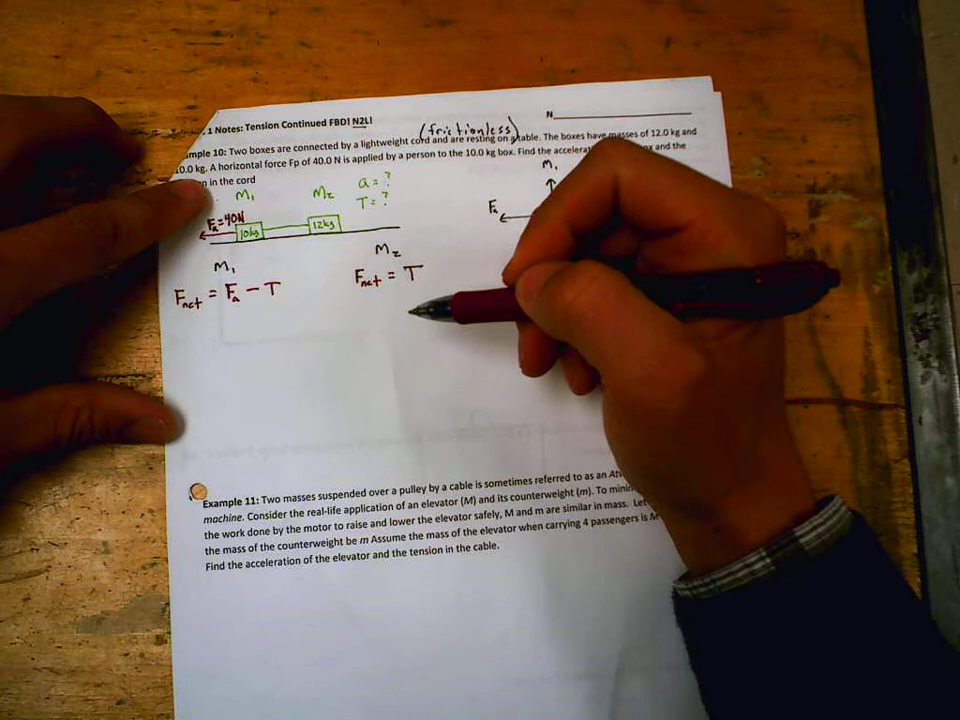 1 Notes: Tension Continued FBD! N2L!
N
(frictionless)
Example 10: Two boxes are connected by a lightweight cord and are resting on a table. The boxes have masses of 12.0 kg and
10.0 kg. A horizontal force Fp of 40.0 N is applied by a person to the 10.0 kg box. Find the and the
in the cord
M₁ M₂ a = ?
T = ?
Fₐ=40N 10kg 12kg
M₁
Fₐ
M₁ M₂
Fnet = Fₐ - T Fnet = T
Example 11: Two masses suspended over a pulley by a cable is sometimes referred to as an
machine. Consider the real-life application of an elevator (M) and its counterweight (m). To
the work done by the motor to raise and lower the elevator safely, M and m are similar in mass. Let
the mass of the counterweight be m Assume the mass of the elevator when carrying 4 passengers is M
Find the acceleration of the elevator and the tension in the cable.